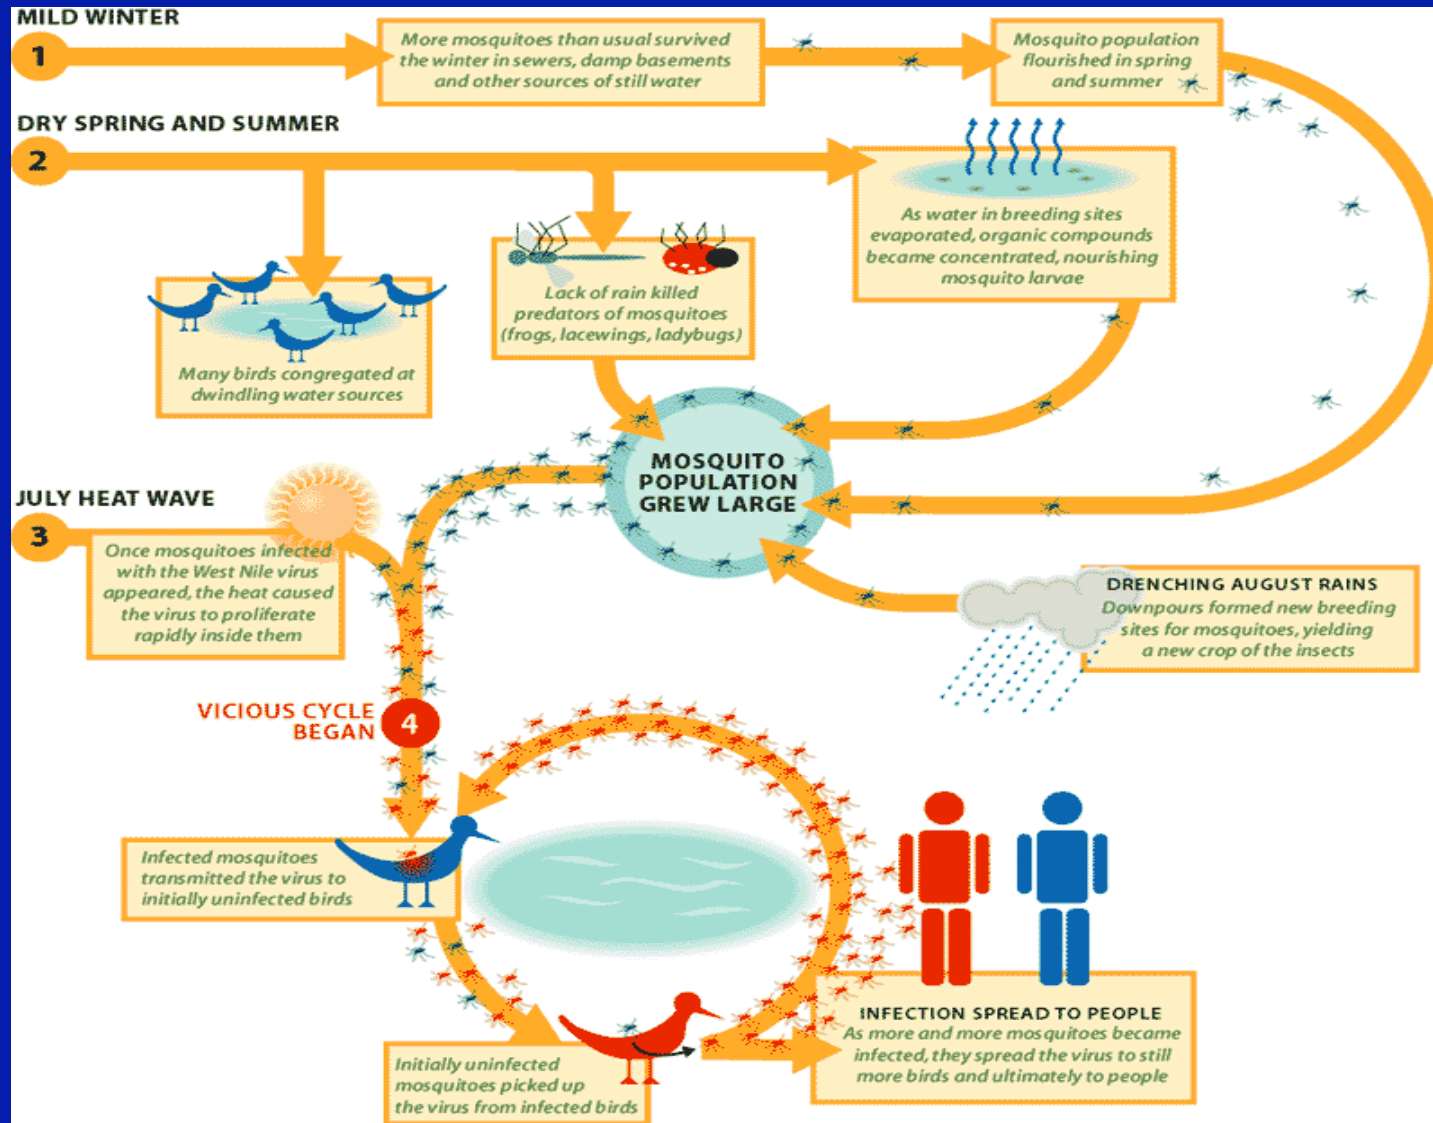 MILD WINTER
1
More mosquitoes than usual survived
the winter in sewers, damp basements
and other sources of still water
Mosquito population
flourished in spring
and summer
DRY SPRING AND SUMMER
2
Many birds congregated at
dwindling water sources
Lack of rain killed
predators of mosquitoes
(frogs, lacewings, ladybugs)
As water in breeding sites
evaporated, organic compounds
became concentrated, nourishing
mosquito larvae
MOSQUITO
POPULATION
GREW LARGE
JULY HEAT WAVE
3
Once mosquitoes infected
with the West Nile virus
appeared, the heat caused
the virus to proliferate
rapidly inside them
DRENCHING AUGUST RAINS
Downpours formed new breeding
sites for mosquitoes, yielding
a new crop of the insects
VICIOUS CYCLE
BEGAN
4
Infected mosquitoes
transmitted the virus to
initially uninfected birds
Initially uninfected
mosquitoes picked up
the virus from infected birds
INFECTION SPREAD TO PEOPLE
As more and more mosquitoes became
infected, they spread the virus to still
more birds and ultimately to people